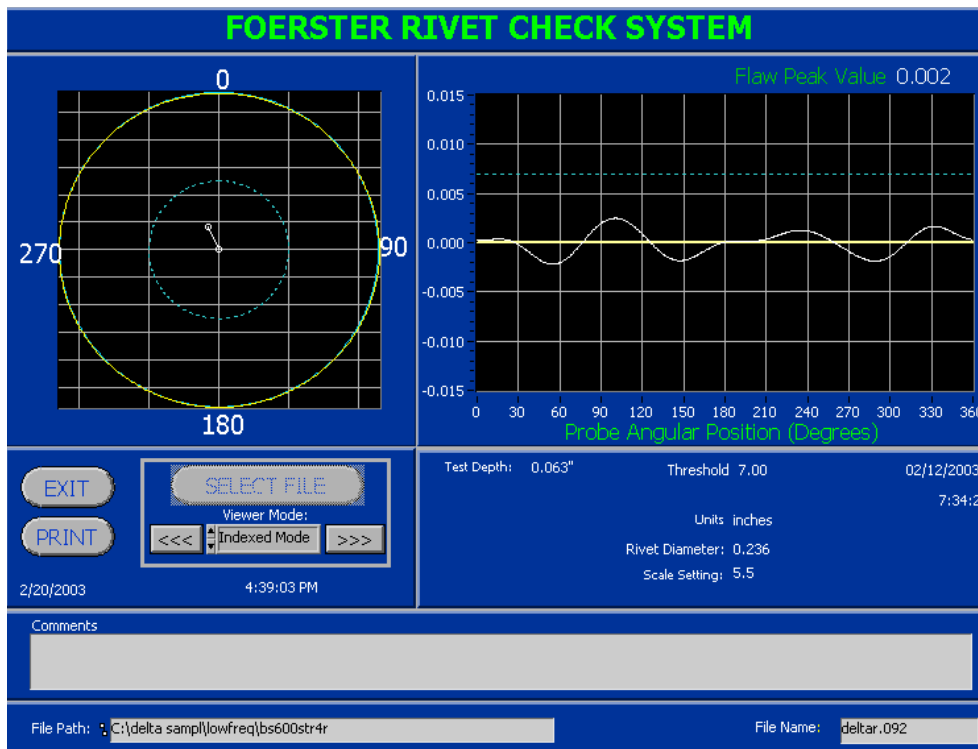 FOERSTER RIVET CHECK SYSTEM
0
270
90
180
Flaw Peak Value 0.002
0.015
0.010
0.005
0.000
-0.005
-0.010
-0.015
0 30 60 90 120 150 180 210 240 270 300 330 360
Probe Angular Position (Degrees)
EXIT
PRINT
SELECT FILE
Viewer Mode:
<<< Indexed Mode >>>
2/20/2003 4:39:03 PM
Test Depth: 0.063" Threshold 7.00 02/12/2003
7:34:2
Units inches
Rivet Diameter: 0.236
Scale Setting: 5.5
Comments
File Path: C:\delta sampl\lowfreq\bs600str4r File Name: deltar.092